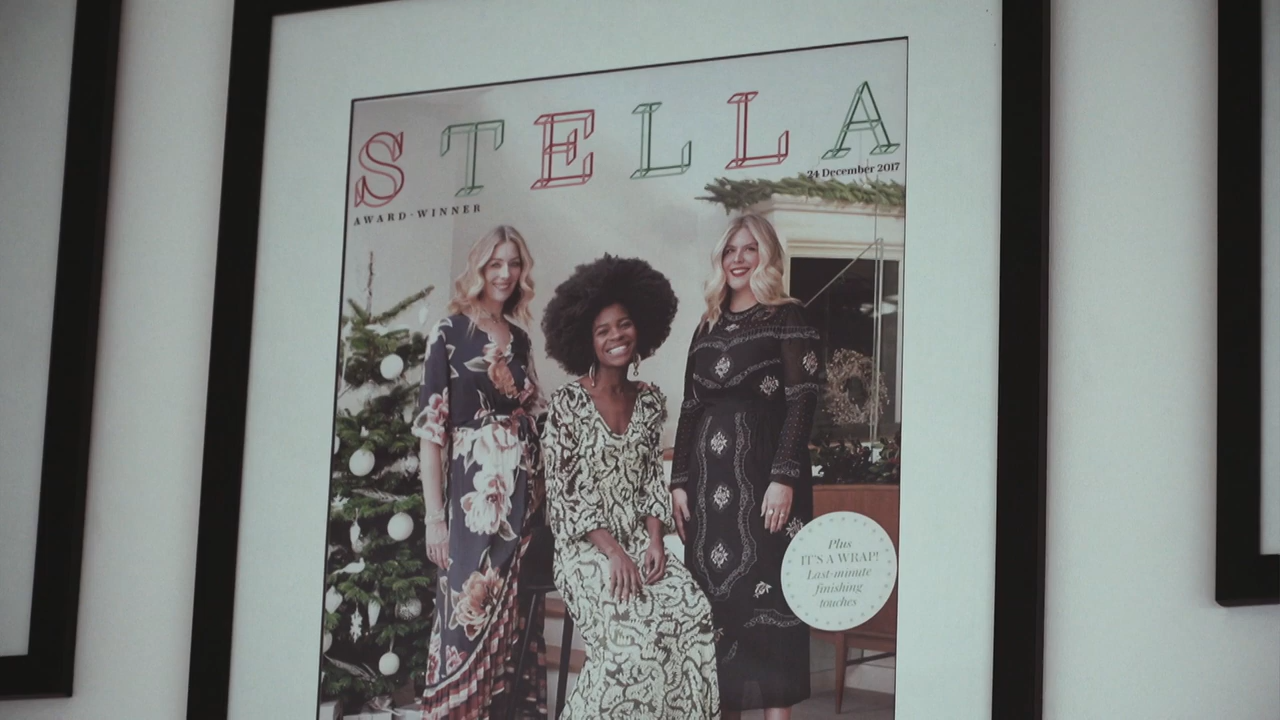 STELLA
24 December 2017
AWARD-WINNER
Plus
IT'S A WRAP!
Last-minute
finishing
touches